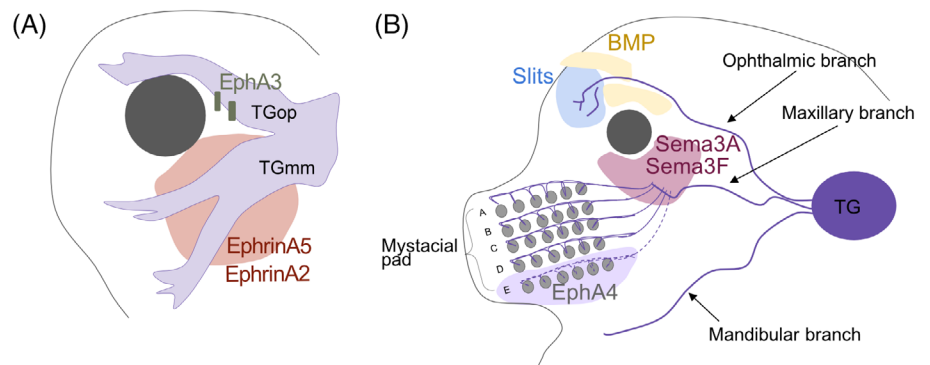 (A)
EphA3
TGop
TGmm
EphrinA5
EphrinA2
(B)
BMP
Slits
Ophthalmic branch
Maxillary branch
Sema3A
Sema3F
TG
A
B
C
D
E
Mystacial
pad
EphA4
Mandibular branch